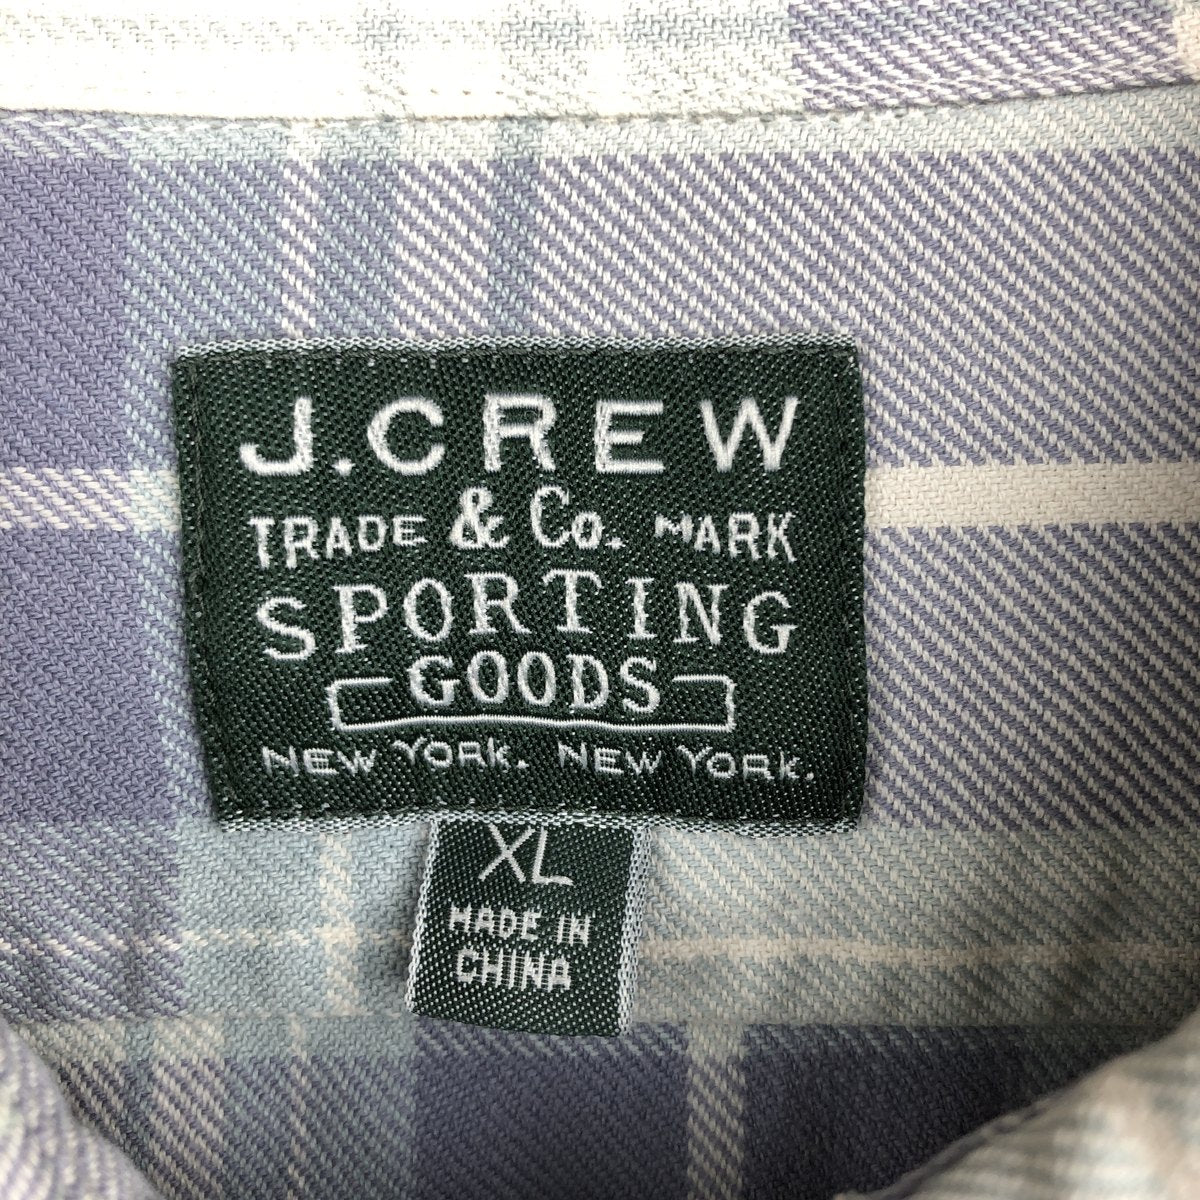 J.CREW
TRADE & Co. MARK
SPORTING
GOODS
NEW YORK. NEW YORK.
XL
MADE IN
CHINA